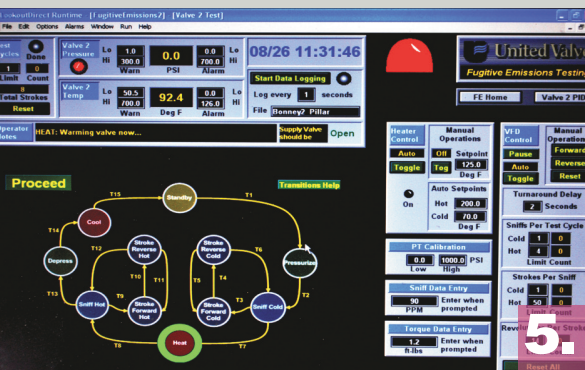 LookoutDirect Runtime [FugitiveEmissions2] [Valve 2 Test]
File Edit Options Alarms Window Run Help
Test
Cycles Done
1 0
Limit Count
8
Total Strokes
Reset
Valve 2
Pressure
Lo 1.0 0.0 0.0 Lo
Hi 300.0 700.0 Hi
Warn PSI Alarm
Valve 2
Temp
Lo 50.5 92.4 0.0 Lo
Hi 700.0 126.0 Hi
Warn Deg F Alarm
08/26 11:31:46
Start Data Logging
Log every 1 seconds
File Bonney2 Pillar
Operator
Notes
HEAT: Warming valve now...
Supply Valve
should be
Open
United Valve
Fugitive Emissions Testing
FE Home
Valve 2 PID
Proceed
Transitions Help
T15
Standby
T1
Cool
T14
Depress
T12
Stroke
Reverse
Hot
Stroke
Reverse
Cold
T6
Pressurize
T10
T11
T5
T4
T13
Sniff Hot
T9
Stroke
Forward
Hot
Stroke
Forward
Cold
T3
Sniff Cold
T2
T8
Heat
T7
Heater
Control
Auto
Toggle
On
Manual
Operations
Off Setpoint
Tog 125.0
Deg F
Auto Setpoints
Hot 200.0
Cold 70.0
Deg F
PT Calibration
0.0 1000.0 PSI
Low High
Sniff Data Entry
90 Enter when
PPM prompted
Torque Data Entry
1.2 Enter when
ft-lbs prompted
VFD
Control
Pause
Auto
Toggle
Manual
Operations
Forward
Reverse
Reset
Turnaround Delay
2 Seconds
Sniffs Per Test Cycle
Cold 1 0
Hot 4 0
Limit Count
Strokes Per Sniff
Cold 1 0
Hot 50 0
Limit Count
Reset All
5.